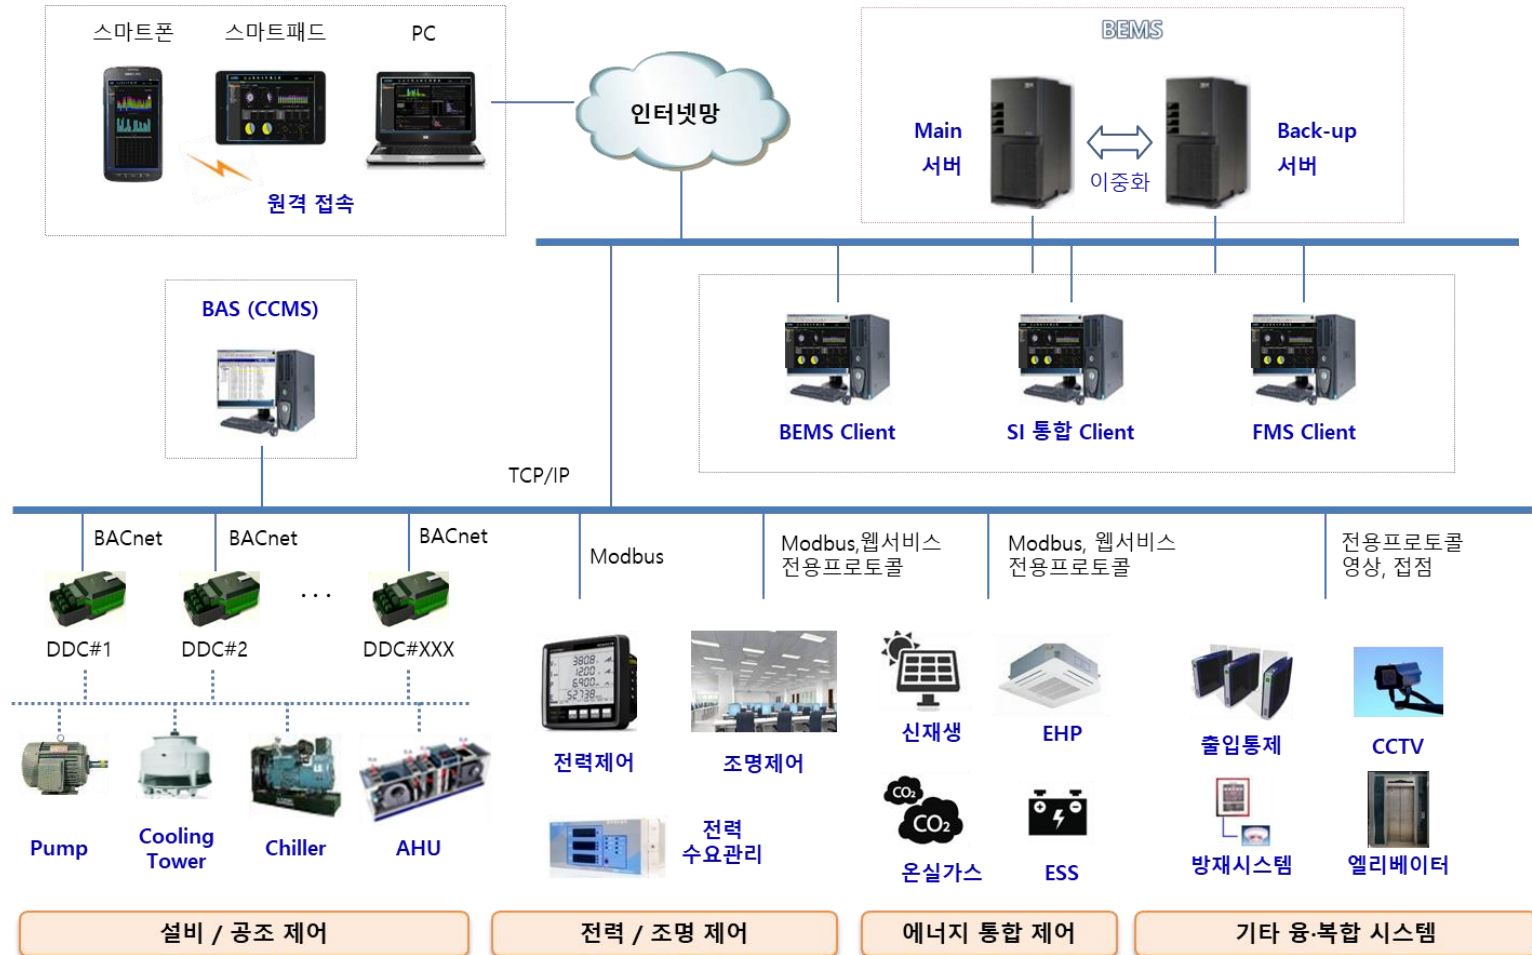 스마트폰
스마트패드
PC
원격 접속
인터넷망
BEMS
Main
서버
이중화
Back-up
서버
BAS (CCMS)
BEMS Client
SI 통합 Client
FMS Client
TCP/IP
BACnet
BACnet
BACnet
Modbus
Modbus,웹서비스
전용프로토콜
Modbus, 웹서비스
전용프로토콜
전용프로토콜
영상, 접점
DDC#1
DDC#2
...
DDC#XXX
전력제어
조명제어
신재생
EHP
출입통제
CCTV
Pump
Cooling
Tower
Chiller
AHU
전력
수요관리
CO₂
CO₂
온실가스
ESS
방재시스템
엘리베이터
설비 / 공조 제어
전력 / 조명 제어
에너지 통합 제어
기타 융·복합 시스템